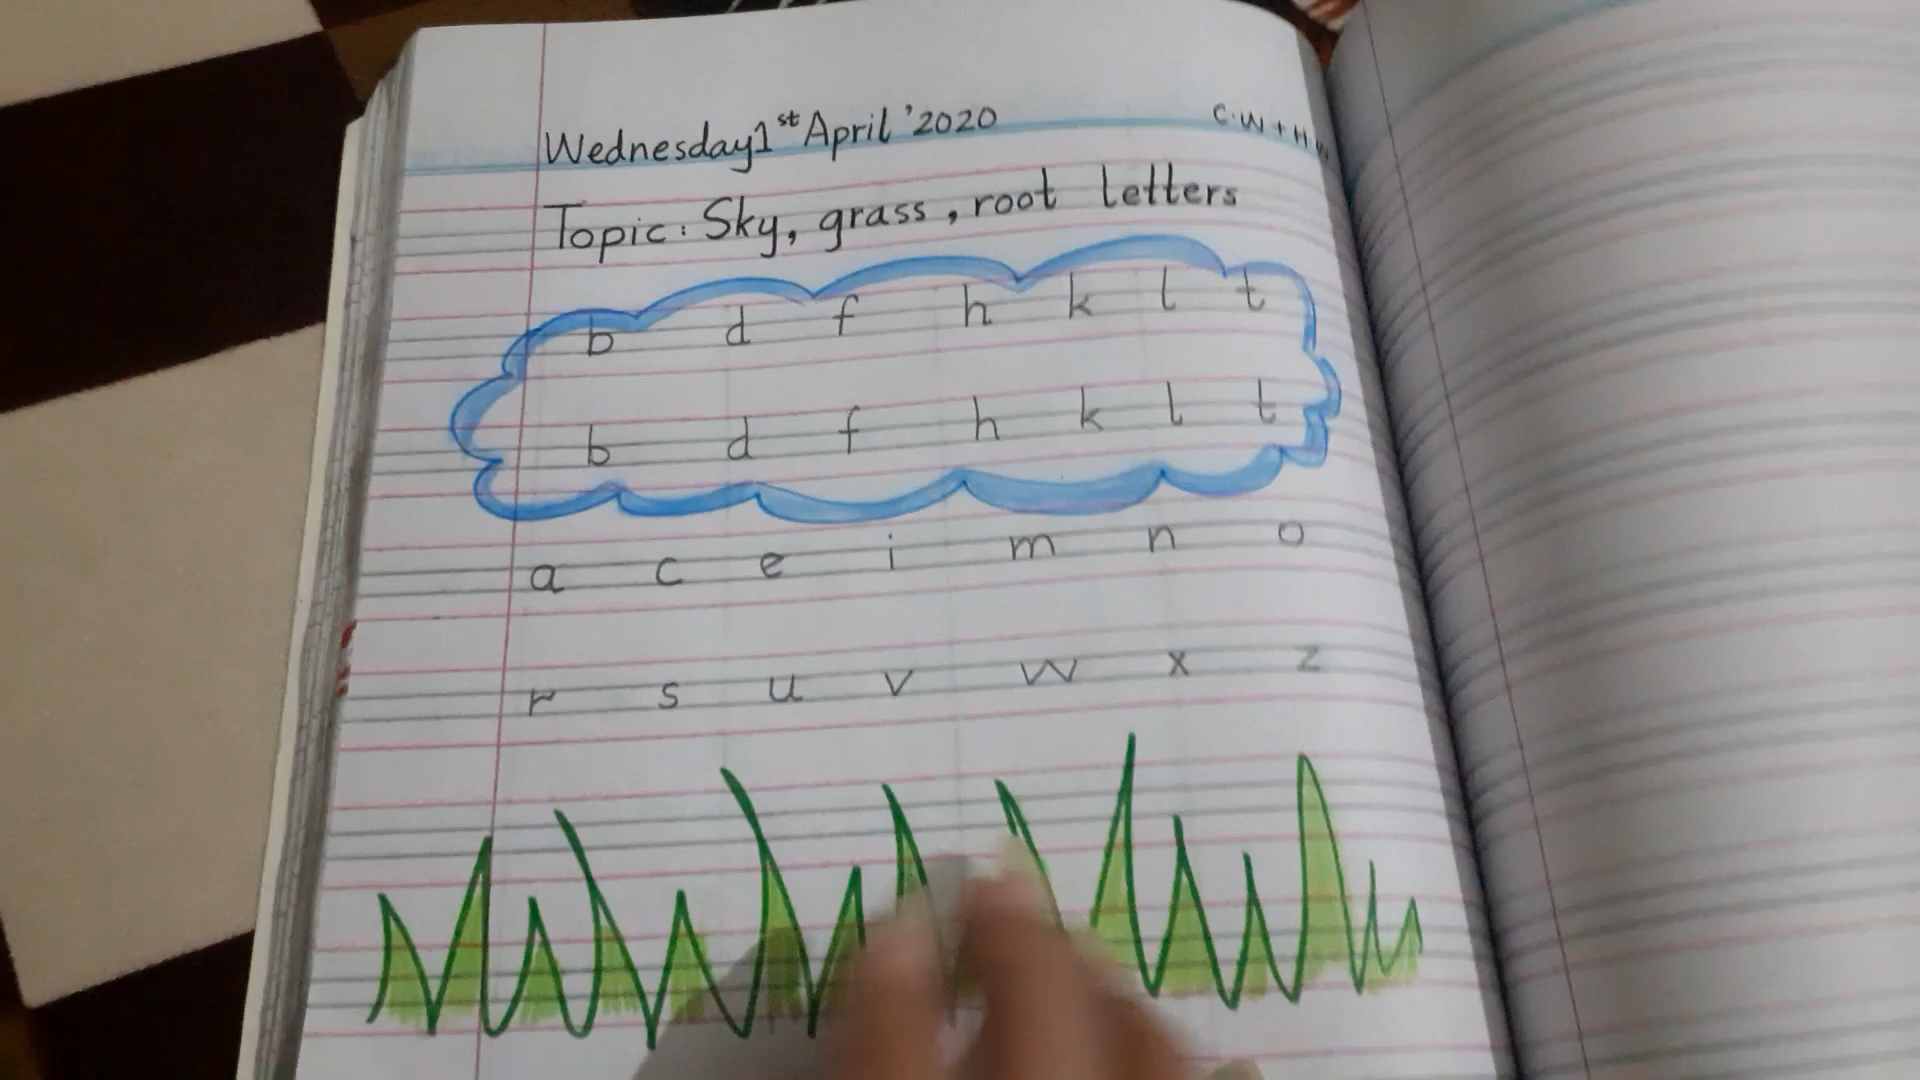 Wednesday 1st April '2020
C.W + H.W
Topic: Sky, grass, root letters
b d f h k l t
b d f h k l t
a c e i m n o
r s u v w x z